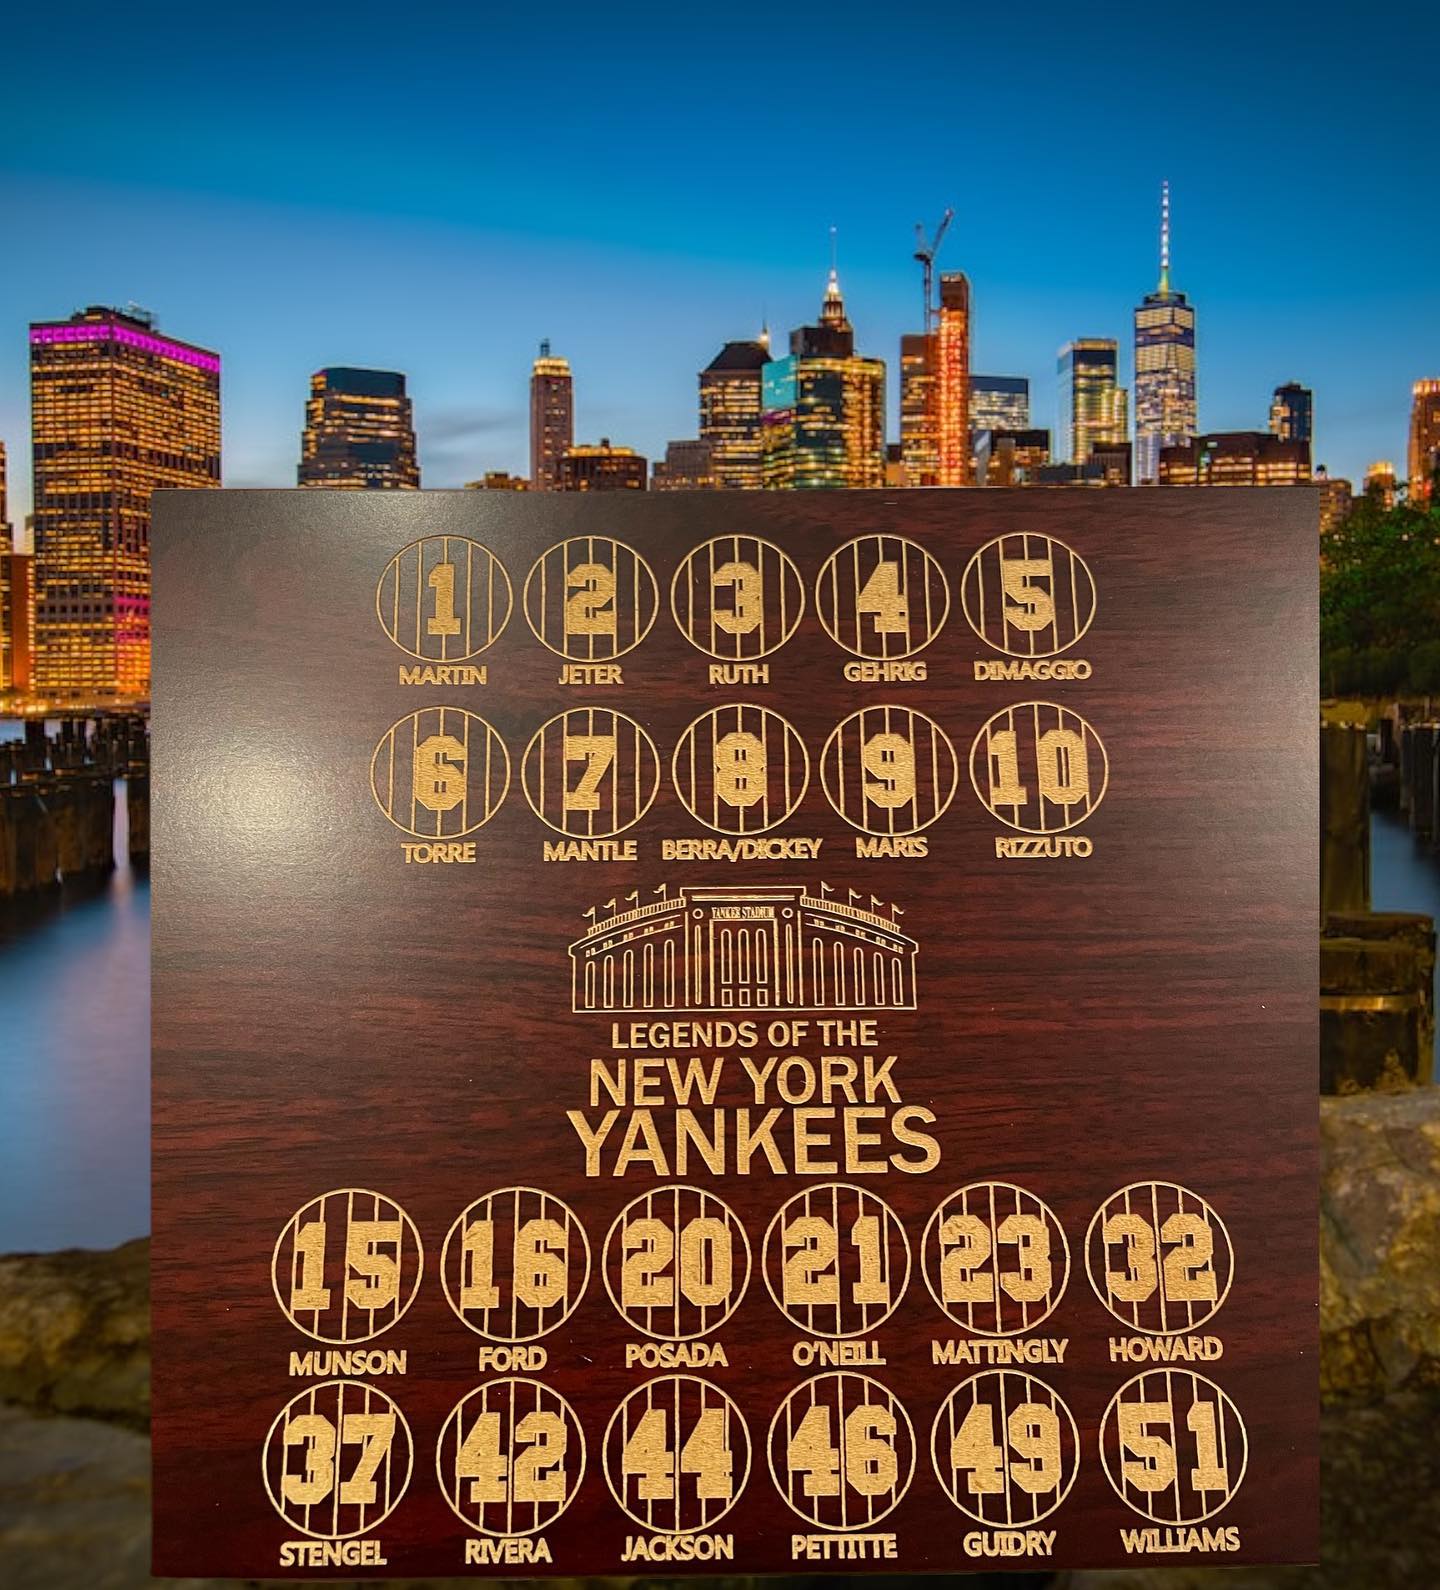 1 2 3 4 5
MARTIN JETER RUTH GEHRIG DIMAGGIO
6 7 8 9 10
TORRE MANTLE BERRA/DICKEY MARIS RIZZUTO
YANKEE STADIUM
LEGENDS OF THE
NEW YORK
YANKEES
15 16 20 21 23 32
MUNSON FORD POSADA O'NEILL MATTINGLY HOWARD
37 42 44 46 49 51
STENGEL RIVERA JACKSON PETTITTE GUIDRY WILLIAMS